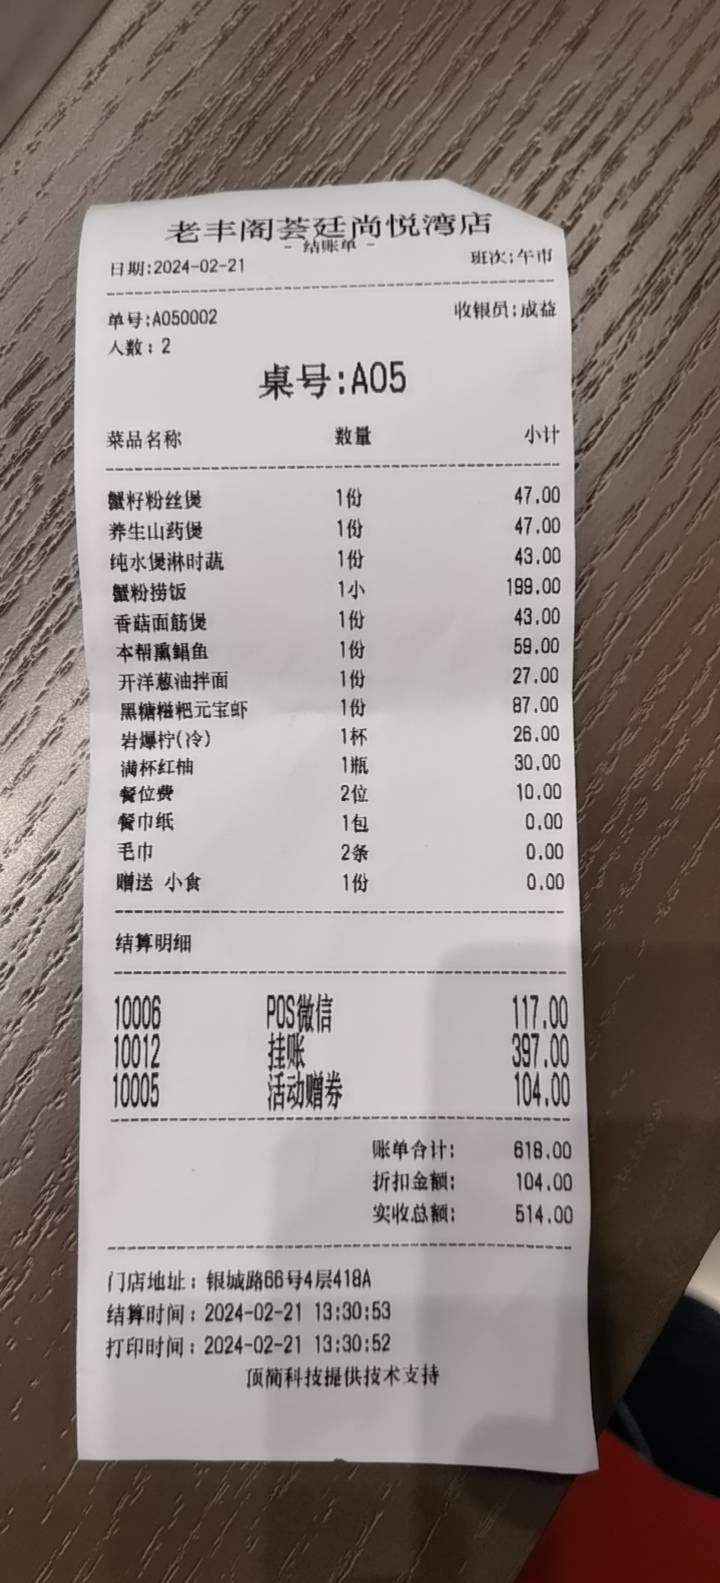 老丰阁荟廷尚悦湾店
- 结账单 -
日期:2024-02-21 班次:午市
单号:A050002 收银员:成益
人数:2
桌号:A05
菜品名称 数量 小计
蟹籽粉丝煲 1份 47.00
养生山药煲 1份 47.00
纯水煲淋时蔬 1份 43.00
蟹粉捞饭 1小 199.00
香菇面筋煲 1份 43.00
本帮熏鲳鱼 1份 59.00
开洋葱油拌面 1份 27.00
黑糖糍粑元宝虾 1份 87.00
岩爆柠(冷) 1杯 26.00
满杯红柚 1瓶 30.00
餐位费 2位 10.00
餐巾纸 1包 0.00
毛巾 2条 0.00
赠送 小食 1份 0.00
结算明细
10006 POS微信 117.00
10012 挂账 397.00
10005 活动赠券 104.00
账单合计: 618.00
折扣金额: 104.00
实收总额: 514.00
门店地址:银城路66号4层418A
结算时间:2024-02-21 13:30:53
打印时间:2024-02-21 13:30:52
顶简科技提供技术支持